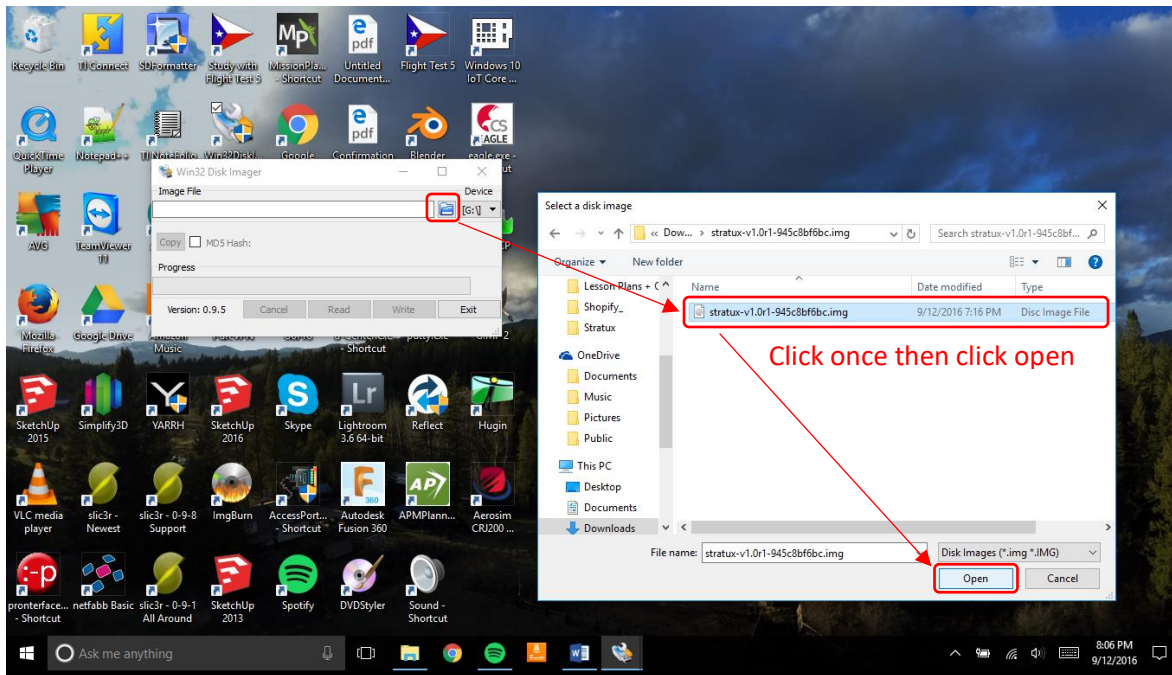 Recycle Bin
UJ Connect
SDFormatter
Study with Flight Test 5
MissionPla... - Shortcut
Untitled Document...
Flight Test 5
Windows 10 IoT Core ...
QuickTime Player
Notepad++
Win32DiskI...
Google
Confirmation
Blender
eagle.exe -
Win32 Disk Imager
Image File
Device
[G:\]
Copy
MD5 Hash:
Progress
Version: 0.9.5
Cancel
Read
Write
Exit
AVG
TeamViewer
Mozilla Firefox
Google Drive
Music
- Shortcut
SketchUp 2015
Simplify3D
YARRH
SketchUp 2016
Skype
Lightroom 3.6 64-bit
Reflect
Hugin
VLC media player
slic3r - Newest
slic3r - 0-9-8 Support
ImgBurn
AccessPort... - Shortcut
Autodesk Fusion 360
APMPlann...
Aerosim CRJ200 ...
pronterface... - Shortcut
netfabb Basic
slic3r - 0-9-1 All Around
SketchUp 2013
Spotify
DVDStyler
Sound - Shortcut
Select a disk image
« Dow... › stratux-v1.0r1-945c8bf6bc.img
Search stratux-v1.0r1-945c8bf...
Organize
New folder
Lesson Plans + C
Shopify_
Stratux
OneDrive
Documents
Music
Pictures
Public
This PC
Desktop
Documents
Downloads
Name
Date modified
Type
stratux-v1.0r1-945c8bf6bc.img
9/12/2016 7:16 PM
Disc Image File
Click once then click open
File name:
stratux-v1.0r1-945c8bf6bc.img
Disk Images (*.img *.IMG)
Open
Cancel
Ask me anything
8:06 PM
9/12/2016